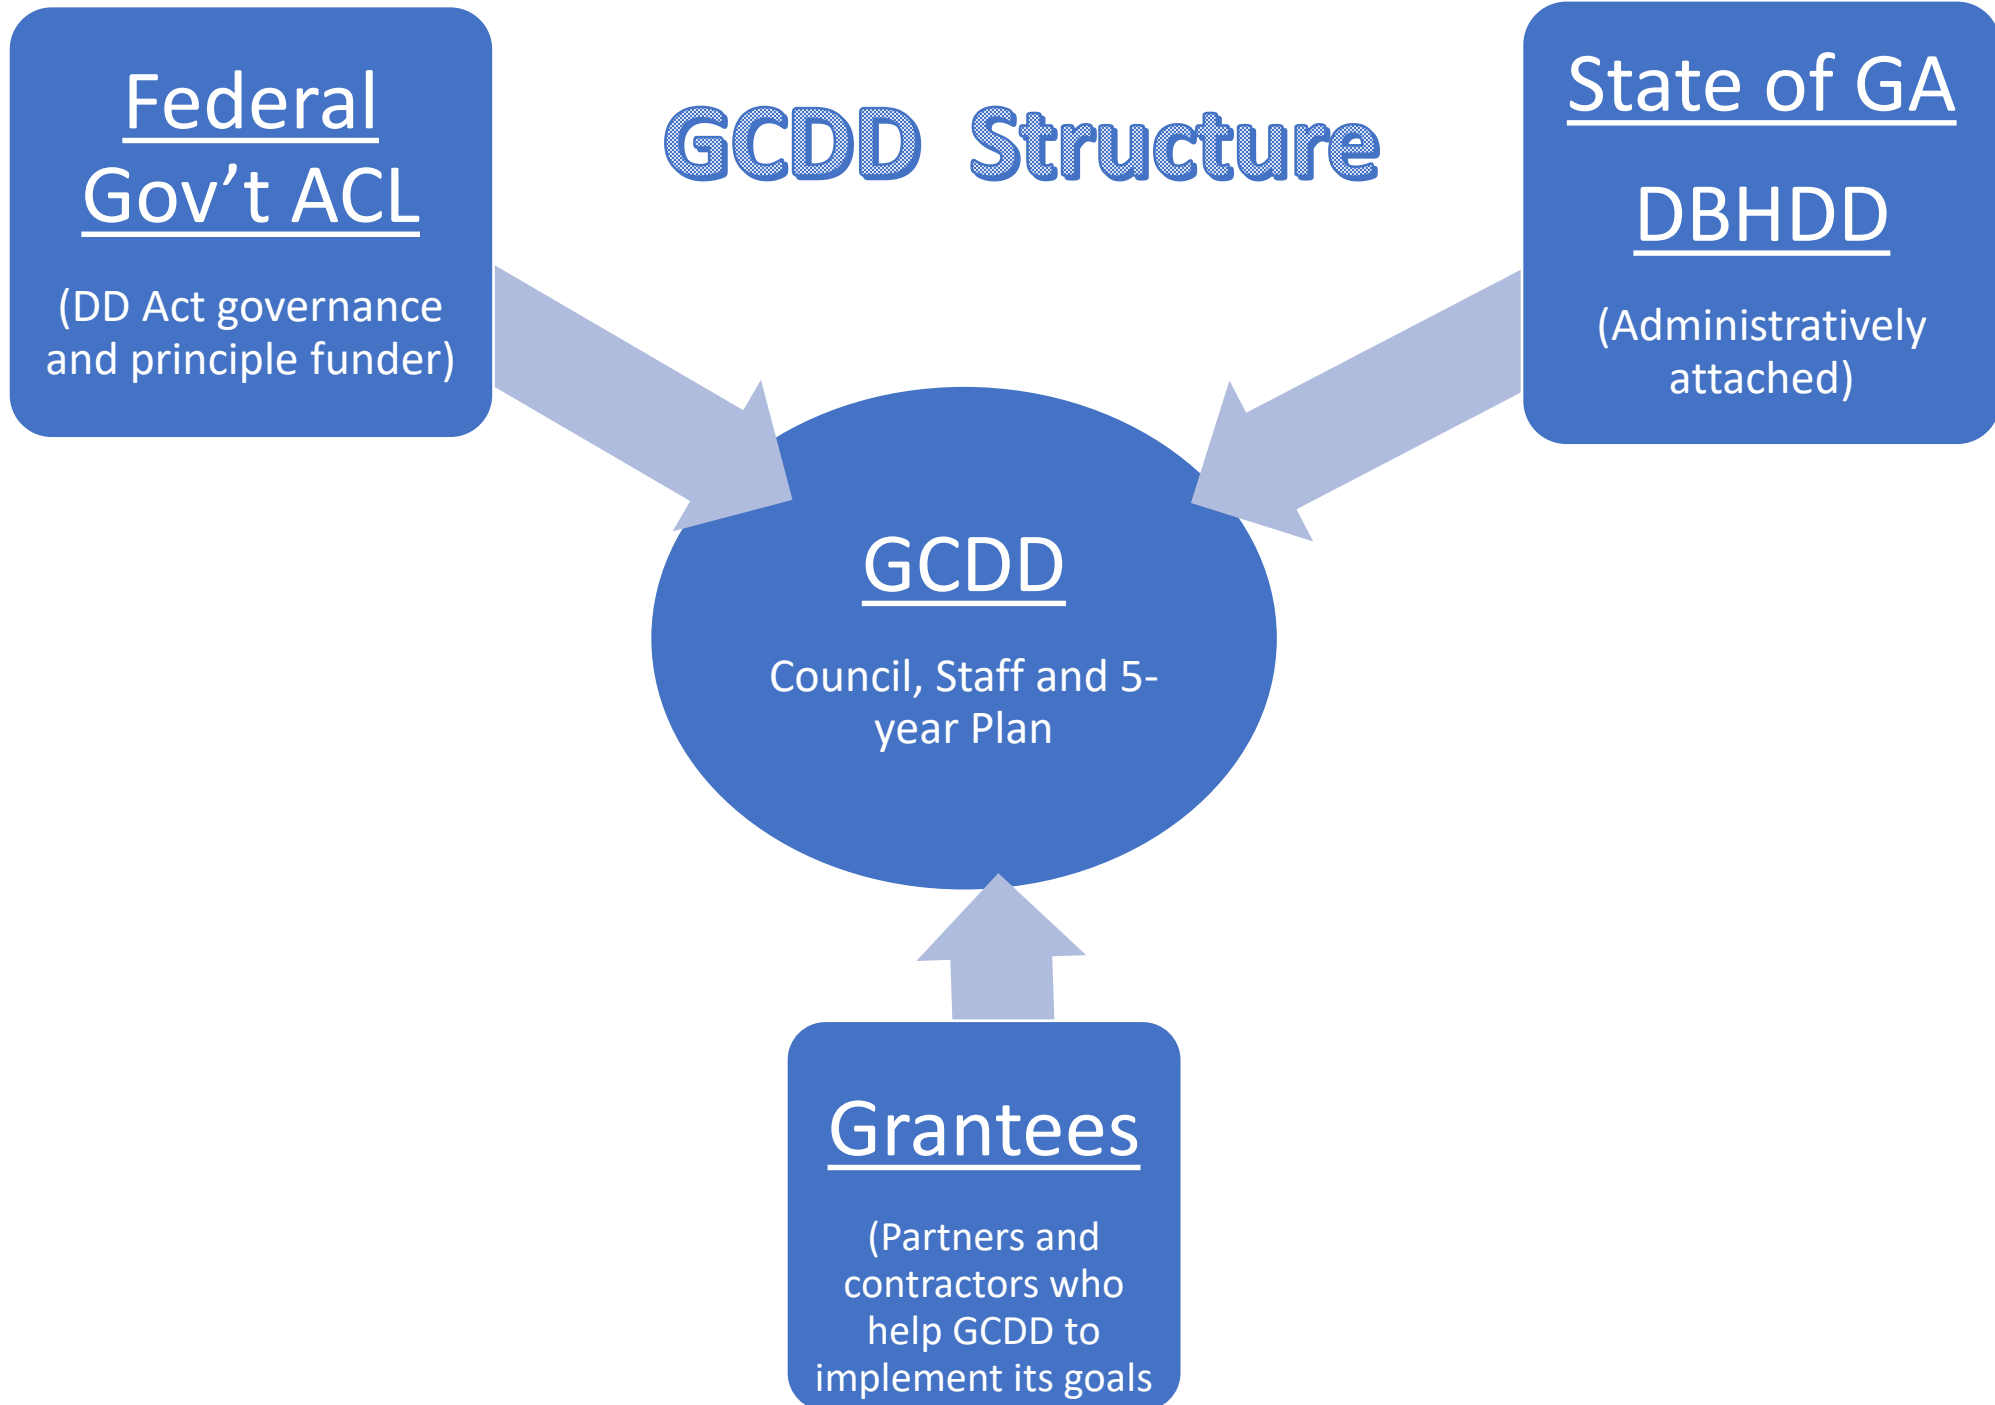 GCDD Structure
Federal
Gov’t ACL
(DD Act governance
and principle funder)
State of GA
DBHDD
(Administratively
attached)
GCDD
Council, Staff and 5-
year Plan
Grantees
(Partners and
contractors who
help GCDD to
implement its goals